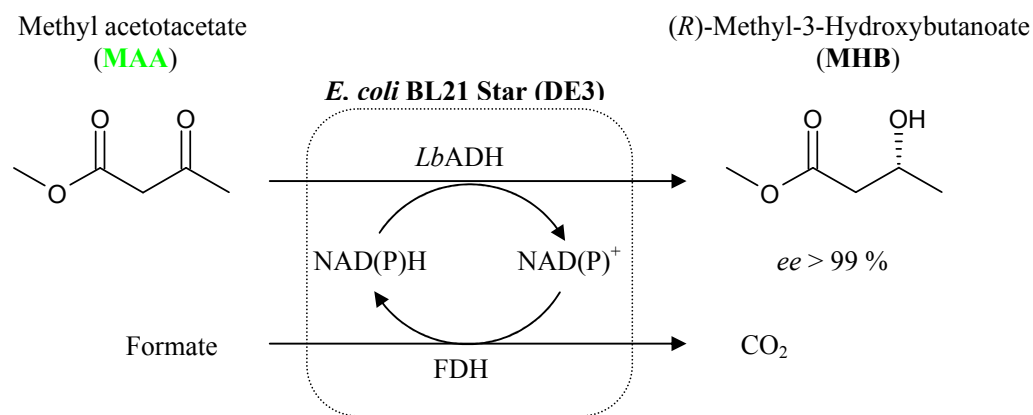 Methyl acetotacetate
(MAA)
(R)-Methyl-3-Hydroxybutanoate
(MHB)
E. coli BL21 Star (DE3)
O O
O
LbADH
O OH
O
NAD(P)H NAD(P)⁺
ee > 99 %
Formate
FDH
CO₂